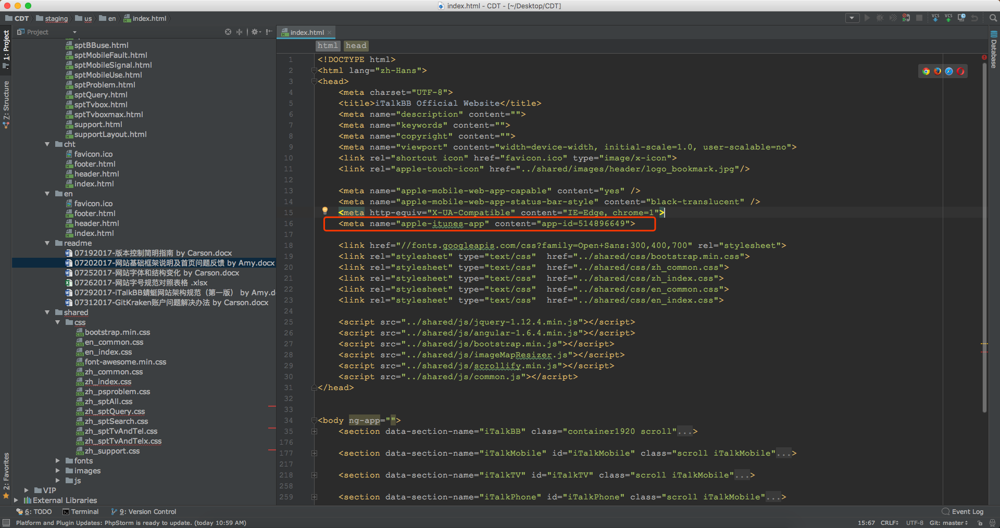 index.html - CDT - [~/Desktop/CDT]
CDT staging us en index.html
Project
index.html ×
html head
1: Project
7: Structure
2: Favorites
Database
sptBBuse.html
sptMobileFault.html
sptMobileSignal.html
sptMobileUse.html
sptProblem.html
sptQuery.html
sptTvbox.html
sptTvboxmax.html
support.html
supportLayout.html
cht
favicon.ico
footer.html
header.html
index.html
en
favicon.ico
footer.html
header.html
index.html
readme
07192017-版本控制简明指南 by Carson.docx
07202017-网站基础框架说明及首页问题反馈 by Amy.docx
07252017-网站字体和结构变化 by Carson.docx
07262017-网站字号规范对照表格 .xlsx
07292017-iTalkBB蜻蜓网站架构规范（第一版） by Amy.d
07312017-GitKraken账户问题解决办法 by Carson.docx
shared
css
bootstrap.min.css
en_common.css
en_index.css
font-awesome.min.css
zh_common.css
zh_index.css
zh_psproblem.css
zh_sptAll.css
zh_sptQuery.css
zh_sptSearch.css
zh_sptTvAndTel.css
zh_sptTvAndTelx.css
zh_support.css
fonts
images
js
VIP
External Libraries
1 <!DOCTYPE html>
2 <html lang="zh-Hans">
3 <head>
4 <meta charset="UTF-8">
5 <title>iTalkBB Official Website</title>
6 <meta name="description" content="">
7 <meta name="keywords" content="">
8 <meta name="copyright" content="">
9 <meta name="viewport" content="width=device-width, initial-scale=1.0, user-scalable=no">
10 <link rel="shortcut icon" href="favicon.ico" type="image/x-icon">
11 <link rel="apple-touch-icon" href="../shared/images/header/logo_bookmark.jpg"/>
12
13 <meta name="apple-mobile-web-app-capable" content="yes" />
14 <meta name="apple-mobile-web-app-status-bar-style" content="black-translucent" />
15 <meta http-equiv="X-UA-Compatible" content="IE=Edge, chrome=1">
16 <meta name="apple-itunes-app" content="app-id=514896649">
17
18 <link href="//fonts.googleapis.com/css?family=Open+Sans:300,400,700" rel="stylesheet">
19 <link rel="stylesheet" type="text/css"  href="../shared/css/bootstrap.min.css">
20 <link rel="stylesheet" type="text/css"  href="../shared/css/zh_common.css">
21 <link rel="stylesheet" type="text/css"  href="../shared/css/zh_index.css">
22 <link rel="stylesheet" type="text/css"  href="../shared/css/en_common.css">
23 <link rel="stylesheet" type="text/css"  href="../shared/css/en_index.css">
24
25 <script src="../shared/js/jquery-1.12.4.min.js"></script>
26 <script src="../shared/js/angular-1.6.4.min.js"></script>
27 <script src="../shared/js/bootstrap.min.js"></script>
28 <script src="../shared/js/imageMapResizer.js"></script>
29 <script src="../shared/js/scrollify.min.js"></script>
30 <script src="../shared/js/common.js"></script>
31 </head>
32
33
34 <body ng-app="">
35 <section data-section-name="iTalkBB" class="container1920 scroll"...>
176
177 <section data-section-name="iTalkMobile" id="iTalkMobile" class="scroll iTalkMobile"...>
217
218 <section data-section-name="iTalkTV" id="iTalkTV" class="scroll iTalkMobile"...>
258
259 <section data-section-name="iTalkPhone" id="iTalkPhone" class="scroll iTalkMobile"...>
6: TODO Terminal 9: Version Control Event Log
Platform and Plugin Updates: PhpStorm is ready to update. (today 10:59 AM) 15:67 CRLF UTF-8 Git: master